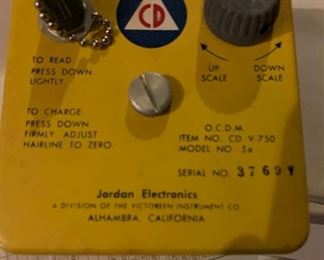 CD
TO READ
PRESS DOWN
LIGHTLY
UP
SCALE
DOWN
SCALE
TO CHARGE
PRESS DOWN
FIRMLY ADJUST
HAIRLINE TO ZERO.
O.C.D.M.
ITEM NO. CD V-750
MODEL NO. 5a
SERIAL NO.
Jordan Electronics
A DIVISION OF THE VICTOREEN INSTRUMENT CO.
ALHAMBRA, CALIFORNIA